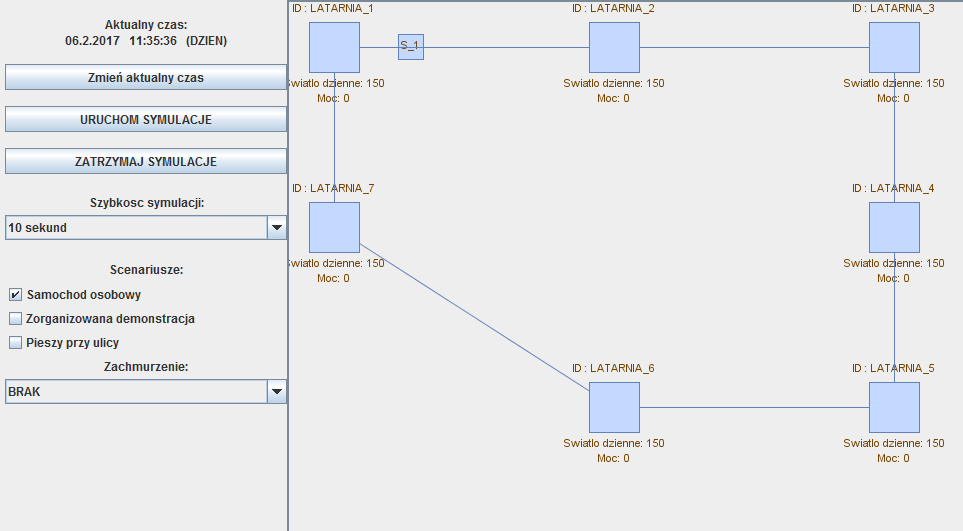 Aktualny czas:
06.2.2017 11:35:36 (DZIEN)
Zmień aktualny czas
URUCHOM SYMULACJE
ZATRZYMAJ SYMULACJE
Szybkosc symulacji:
10 sekund
Scenariusze:
Samochod osobowy
Zorganizowana demonstracja
Pieszy przy ulicy
Zachmurzenie:
BRAK
ID : LATARNIA_1
Swiatlo dzienne: 150
Moc: 0
S_1
ID : LATARNIA_2
Swiatlo dzienne: 150
Moc: 0
ID : LATARNIA_3
Swiatlo dzienne: 150
Moc: 0
ID : LATARNIA_7
Swiatlo dzienne: 150
Moc: 0
ID : LATARNIA_4
Swiatlo dzienne: 150
Moc: 0
ID : LATARNIA_6
Swiatlo dzienne: 150
Moc: 0
ID : LATARNIA_5
Swiatlo dzienne: 150
Moc: 0